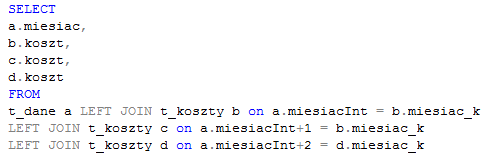 SELECT
a.miesiac,
b.koszt,
c.koszt,
d.koszt
FROM
t_dane a LEFT JOIN t_koszty b on a.miesiacInt = b.miesiac_k
LEFT JOIN t_koszty c on a.miesiacInt+1 = b.miesiac_k
LEFT JOIN t_koszty d on a.miesiacInt+2 = d.miesiac_k